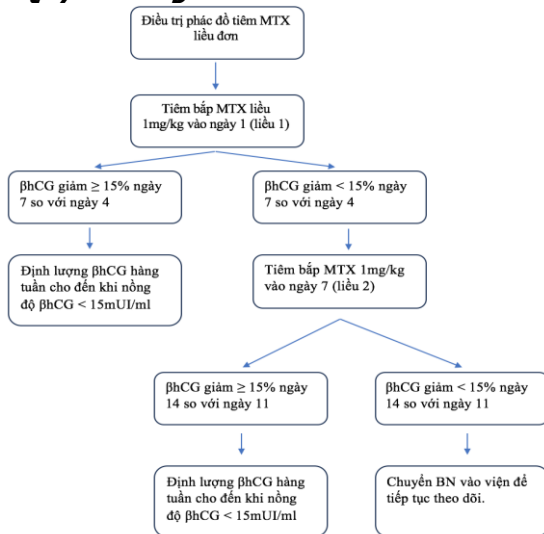 Điều trị phác đồ tiêm MTX
liều đơn
Tiêm bắp MTX liều
1mg/kg vào ngày 1 (liều 1)
βhCG giảm ≥ 15% ngày
7 so với ngày 4
βhCG giảm < 15% ngày
7 so với ngày 4
Định lượng βhCG hàng
tuần cho đến khi nồng
độ βhCG < 15mUI/ml
Tiêm bắp MTX 1mg/kg
vào ngày 7 (liều 2)
βhCG giảm ≥ 15% ngày
14 so với ngày 11
βhCG giảm < 15% ngày
14 so với ngày 11
Định lượng βhCG hàng
tuần cho đến khi nồng
độ βhCG < 15mUI/ml
Chuyển BN vào viện để
tiếp tục theo dõi.